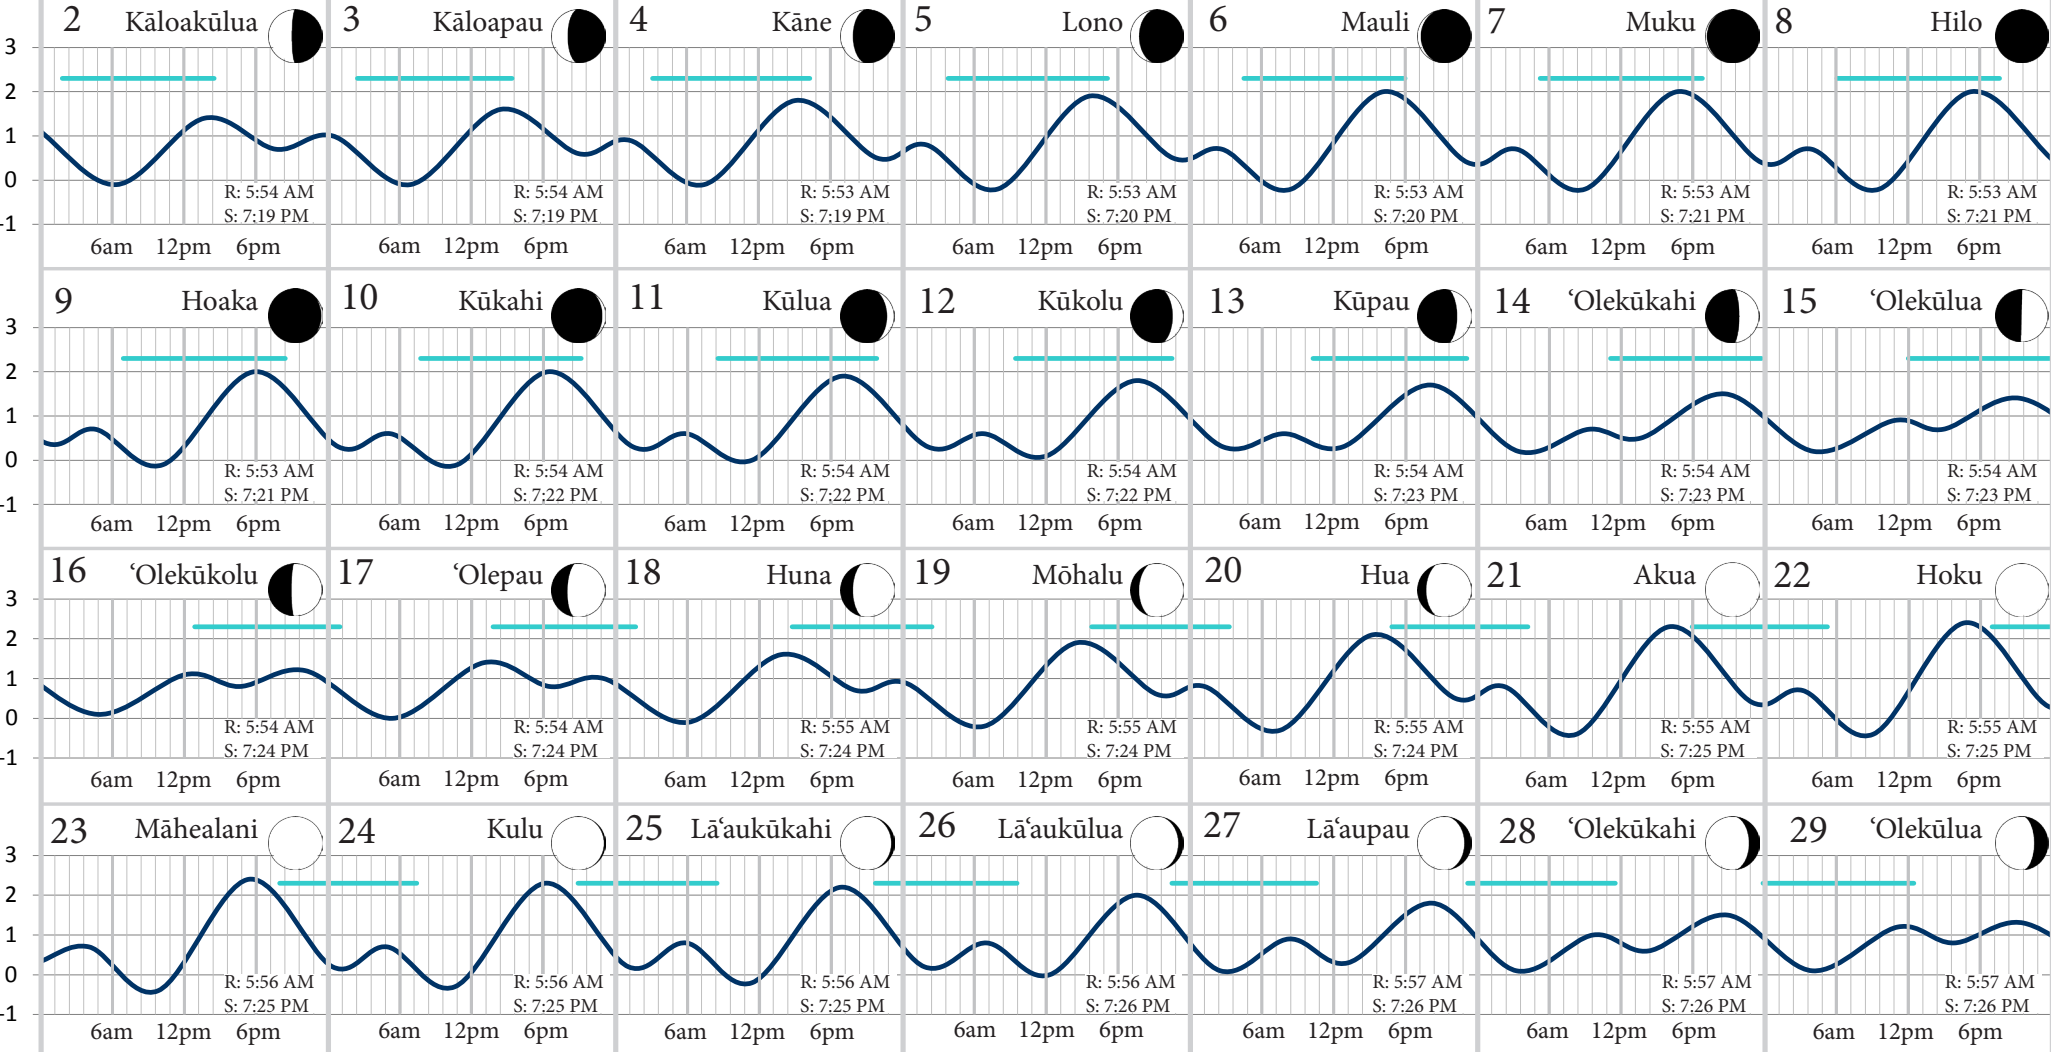 2 Kāloakūlua 3 Kāloapau 4 Kāne 5 Lono 6 Mauli 7 Muku 8 Hilo
3
2
1
0
-1
R: 5:54 AM R: 5:54 AM R: 5:53 AM R: 5:53 AM R: 5:53 AM R: 5:53 AM R: 5:53 AM
S: 7:19 PM S: 7:19 PM S: 7:19 PM S: 7:20 PM S: 7:20 PM S: 7:21 PM S: 7:21 PM
6am 12pm 6pm 6am 12pm 6pm 6am 12pm 6pm 6am 12pm 6pm 6am 12pm 6pm 6am 12pm 6pm 6am 12pm 6pm
9 Hoaka 10 Kūkahi 11 Kūlua 12 Kūkolu 13 Kūpau 14 ʻOlekūkahi 15 ʻOlekūlua
3
2
1
0
-1
R: 5:53 AM R: 5:54 AM R: 5:54 AM R: 5:54 AM R: 5:54 AM R: 5:54 AM R: 5:54 AM
S: 7:21 PM S: 7:22 PM S: 7:22 PM S: 7:22 PM S: 7:23 PM S: 7:23 PM S: 7:23 PM
6am 12pm 6pm 6am 12pm 6pm 6am 12pm 6pm 6am 12pm 6pm 6am 12pm 6pm 6am 12pm 6pm 6am 12pm 6pm
16 ʻOlekūkolu 17 ʻOlepau 18 Huna 19 Mōhalu 20 Hua 21 Akua 22 Hoku
3
2
1
0
-1
R: 5:54 AM R: 5:54 AM R: 5:55 AM R: 5:55 AM R: 5:55 AM R: 5:55 AM R: 5:55 AM
S: 7:24 PM S: 7:24 PM S: 7:24 PM S: 7:24 PM S: 7:24 PM S: 7:25 PM S: 7:25 PM
6am 12pm 6pm 6am 12pm 6pm 6am 12pm 6pm 6am 12pm 6pm 6am 12pm 6pm 6am 12pm 6pm 6am 12pm 6pm
23 Māhealani 24 Kulu 25 Lāʻaukūkahi 26 Lāʻaukūlua 27 Lāʻaupau 28 ʻOlekūkahi 29 ʻOlekūlua
3
2
1
0
-1
R: 5:56 AM R: 5:56 AM R: 5:56 AM R: 5:56 AM R: 5:57 AM R: 5:57 AM R: 5:57 AM
S: 7:25 PM S: 7:25 PM S: 7:25 PM S: 7:26 PM S: 7:26 PM S: 7:26 PM S: 7:26 PM
6am 12pm 6pm 6am 12pm 6pm 6am 12pm 6pm 6am 12pm 6pm 6am 12pm 6pm 6am 12pm 6pm 6am 12pm 6pm